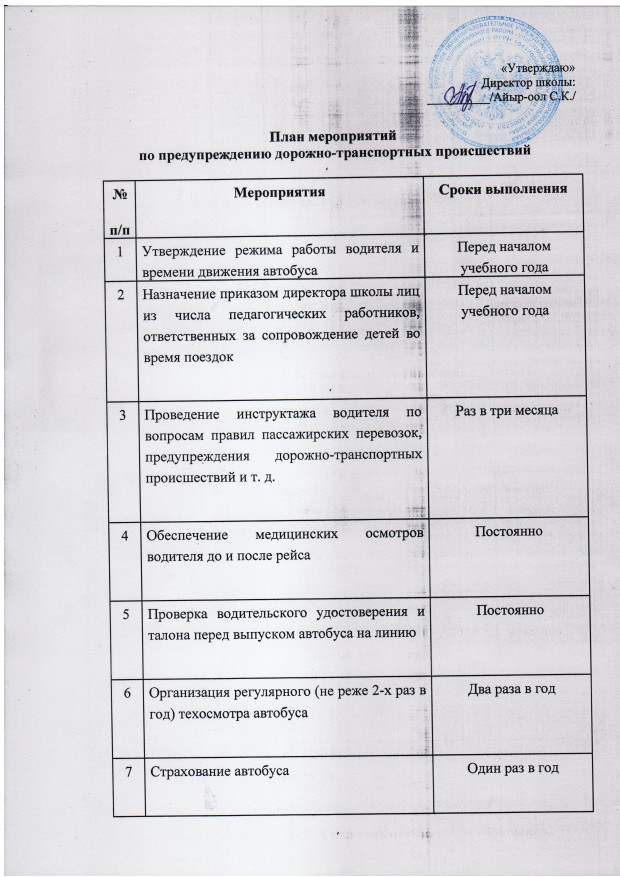 «Утверждаю»
Директор школы:
/Айыр-оол С.К./
План мероприятий
по предупреждению дорожно-транспортных происшествий
№ п/п
Мероприятия
Сроки выполнения
1
Утверждение режима работы водителя и
времени движения автобуса
Перед началом
учебного года
2
Назначение приказом директора школы лиц
из числа педагогических работников,
ответственных за сопровождение детей во
время поездок
Перед началом
учебного года
3
Проведение инструктажа водителя по
вопросам правил пассажирских перевозок,
предупреждения дорожно-транспортных
происшествий и т. д.
Раз в три месяца
4
Обеспечение медицинских осмотров
водителя до и после рейса
Постоянно
5
Проверка водительского удостоверения и
талона перед выпуском автобуса на линию
Постоянно
6
Организация регулярного (не реже 2-х раз в
год) техосмотра автобуса
Два раза в год
7
Страхование автобуса
Один раз в год